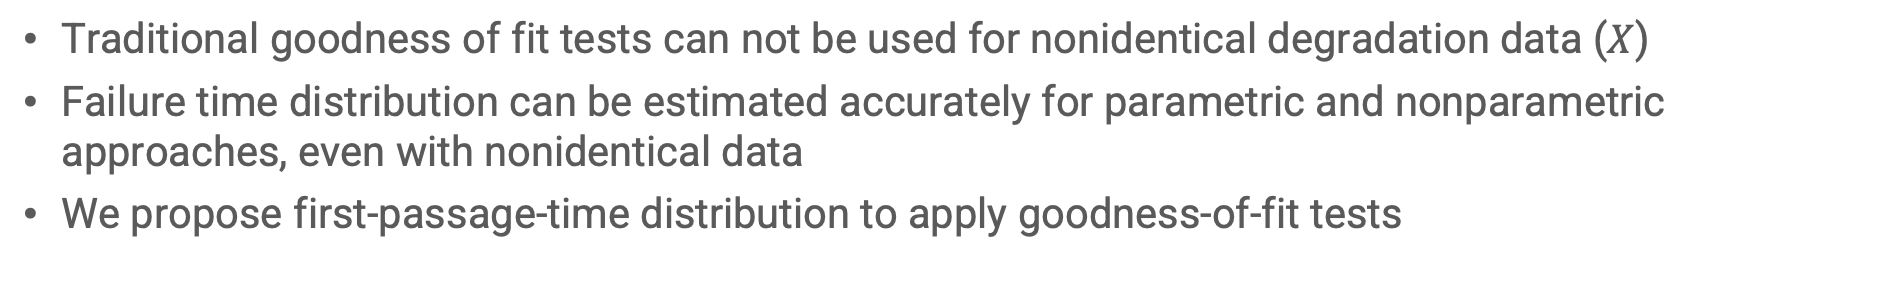 • Traditional goodness of fit tests can not be used for nonidentical degradation data (X)
• Failure time distribution can be estimated accurately for parametric and nonparametric
approaches, even with nonidentical data
• We propose first-passage-time distribution to apply goodness-of-fit tests